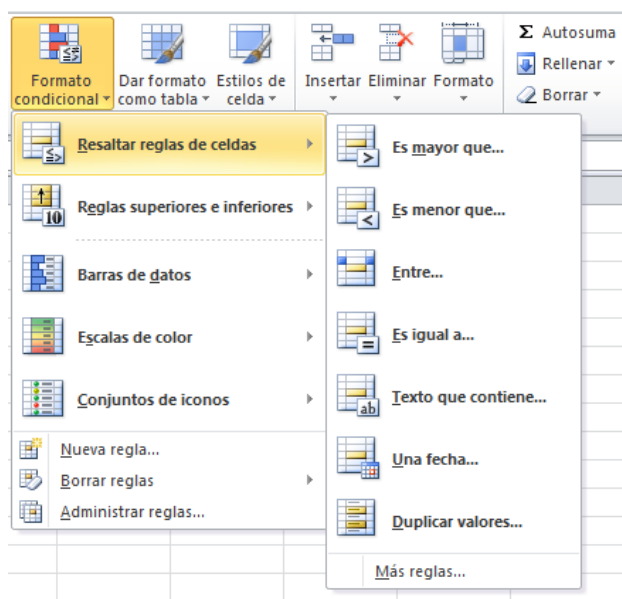 Formato condicional
Dar formato como tabla
Estilos de celda
Insertar
Eliminar
Formato
Σ Autosuma
Rellenar
Borrar
Resaltar reglas de celdas
Reglas superiores e inferiores
10
Barras de datos
Escalas de color
Conjuntos de iconos
Nueva regla...
Borrar reglas
Administrar reglas...
Es mayor que...
Es menor que...
Entre...
Es igual a...
ab
Texto que contiene...
Una fecha...
Duplicar valores...
Más reglas...